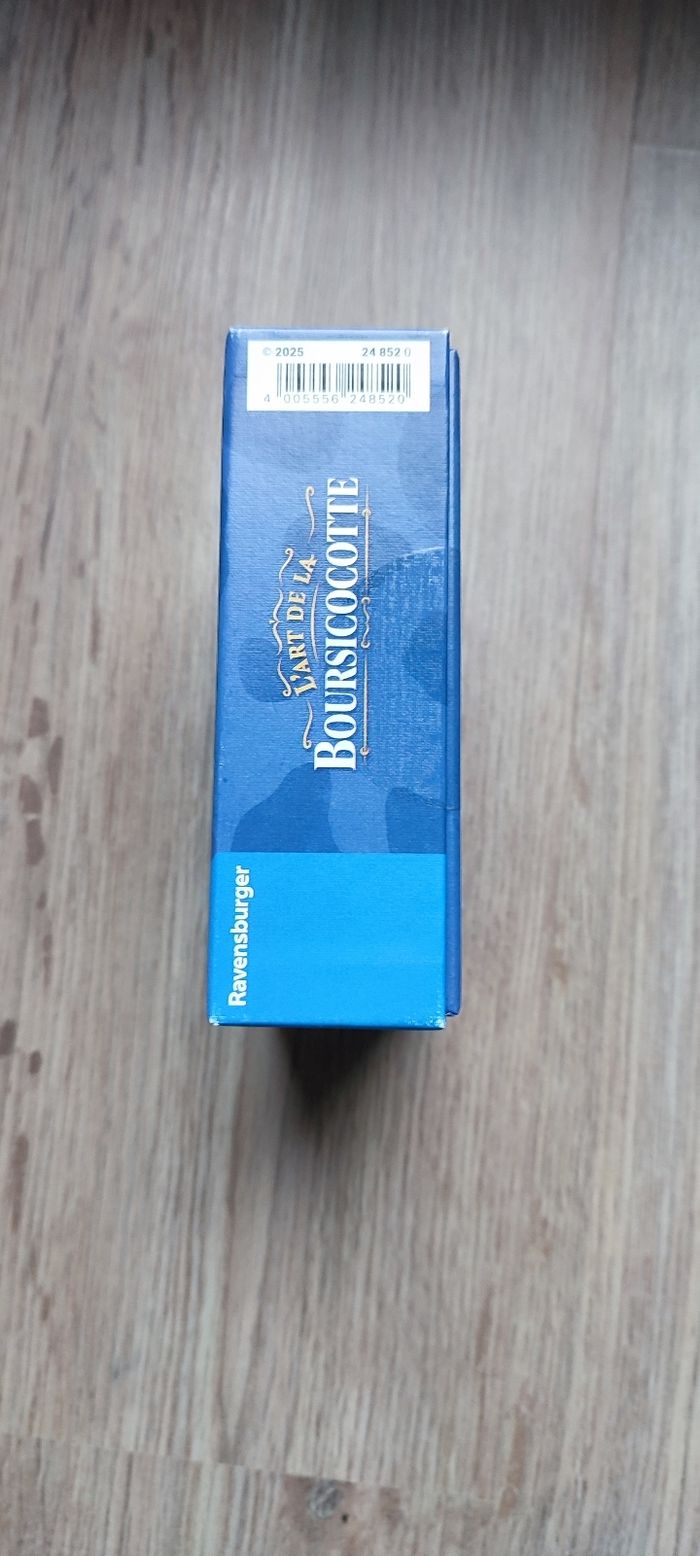 © 2025 24 852 0
4 005556 248520
L'ART DE LA
BOURSICOCOTTE
Ravensburger